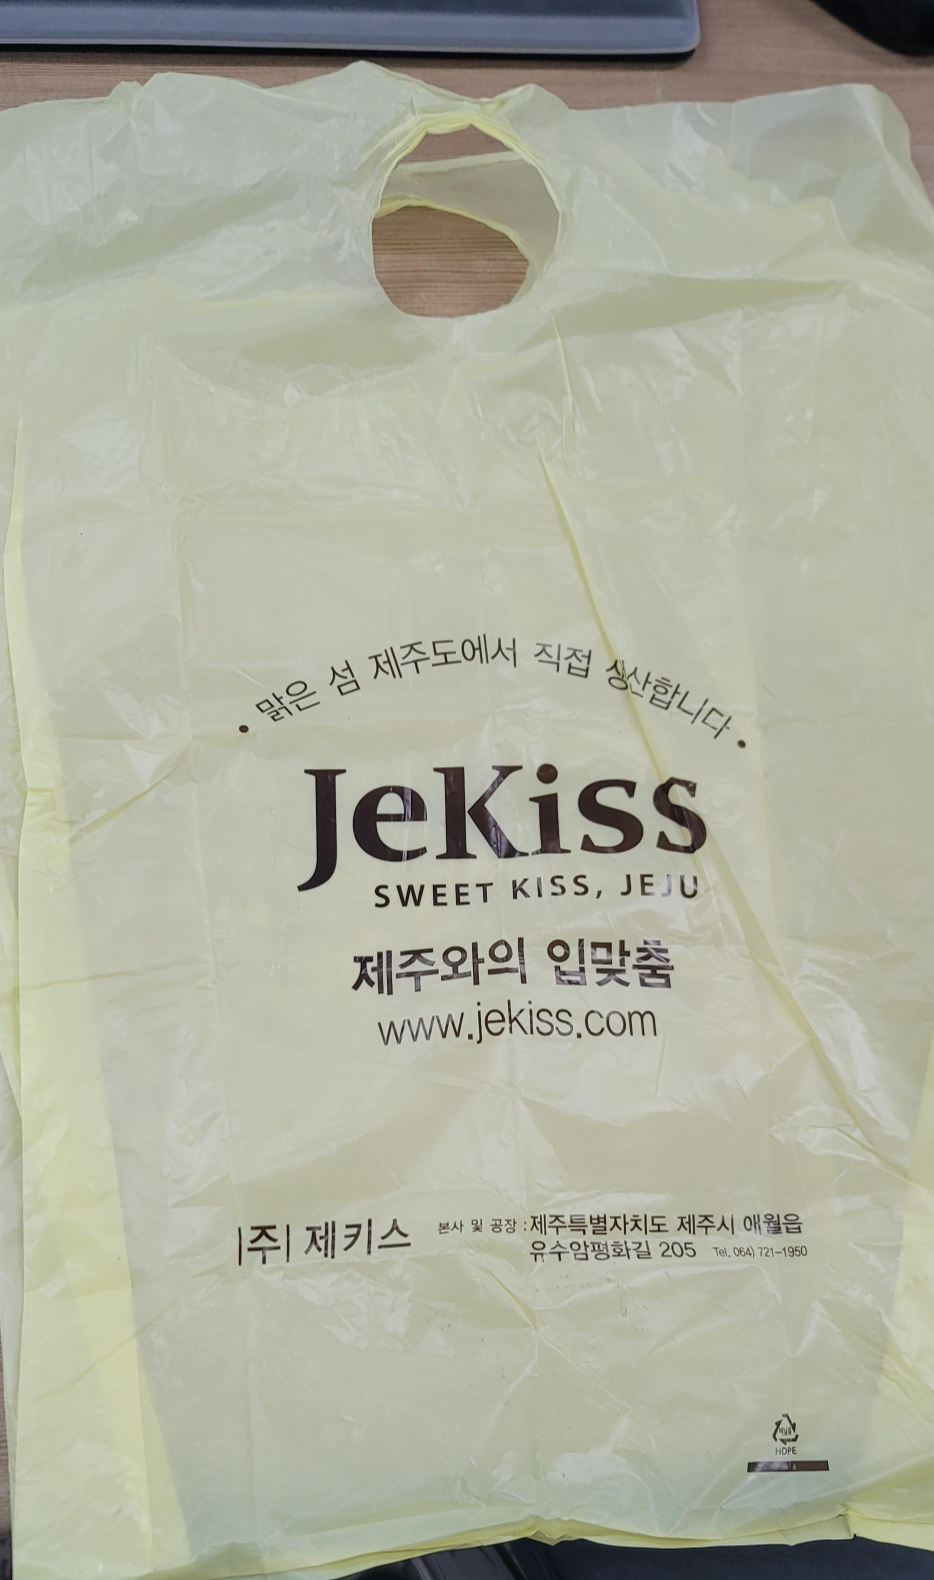 • 맑은 섬 제주도에서 직접 생산합니다 •
JeKiss
SWEET KISS, JEJU
제주와의 입맞춤
www.jekiss.com
|주| 제키스
본사 및 공장 : 제주특별자치도 제주시 애월읍
유수암평화길 205 Tel. 064) 721-1950
HDPE